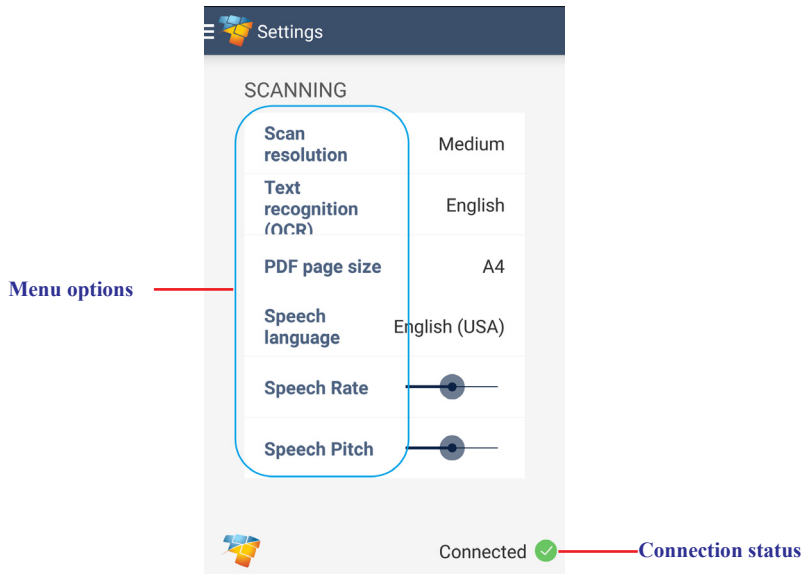 Settings
SCANNING
Scan
resolution
Medium
Text
recognition
(OCR)
English
PDF page size
A4
Menu options
Speech
language
English (USA)
Speech Rate
Speech Pitch
Connected
Connection status